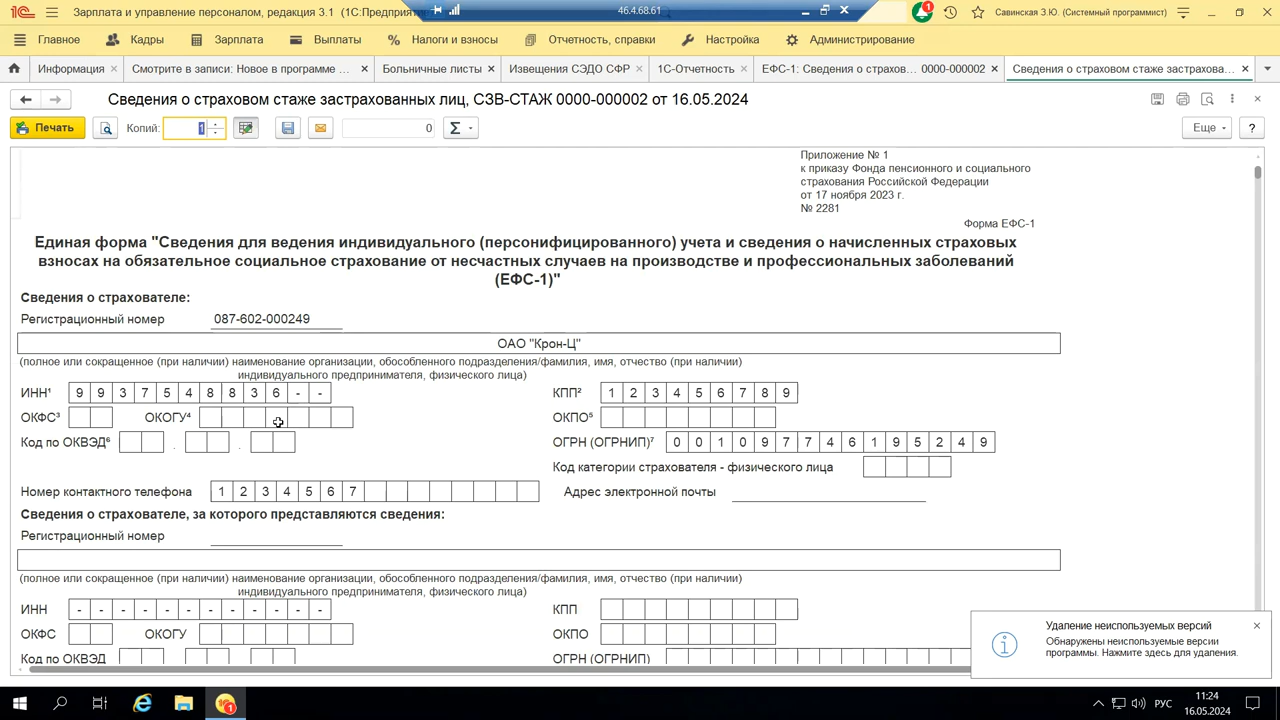 1С Зарплата и управление персоналом, редакция 3.1 (1С:Предприятие
46.4.68.61
1
Савинская З.Ю. (Системный программист)
Главное Кадры Зарплата Выплаты Налоги и взносы Отчетность, справки Настройка Администрирование
Информация × Смотрите в записи: Новое в программе ... × Больничные листы × Извещения СЭДО СФР × 1С-Отчетность × ЕФС-1: Сведения о страхов... 0000-000002 × Сведения о страховом стаже застрахова... ×
Сведения о страховом стаже застрахованных лиц, СЗВ-СТАЖ 0000-000002 от 16.05.2024
Печать Копий: 1 0 Σ Еще ?
Приложение № 1
к приказу Фонда пенсионного и социального
страхования Российской Федерации
от 17 ноября 2023 г.
№ 2281
Форма ЕФС-1
Единая форма "Сведения для ведения индивидуального (персонифицированного) учета и сведения о начисленных страховых
взносах на обязательное социальное страхование от несчастных случаев на производстве и профессиональных заболеваний
(ЕФС-1)"
Сведения о страхователе:
Регистрационный номер 087-602-000249
ОАО "Крон-Ц"
(полное или сокращенное (при наличии) наименование организации, обособленного подразделения/фамилия, имя, отчество (при наличии)
индивидуального предпринимателя, физического лица)
ИНН¹ 9 9 3 7 5 4 8 8 3 6 - - КПП² 1 2 3 4 5 6 7 8 9
ОКФС³ ОКОГУ⁴ ОКПО⁵
Код по ОКВЭД⁶ . . ОГРН (ОГРНИП)⁷ 0 0 1 0 9 7 7 4 6 1 9 5 2 4 9
Код категории страхователя - физического лица
Номер контактного телефона 1 2 3 4 5 6 7 Адрес электронной почты
Сведения о страхователе, за которого представляются сведения:
Регистрационный номер
(полное или сокращенное (при наличии) наименование организации, обособленного подразделения/фамилия, имя, отчество (при наличии)
индивидуального предпринимателя, физического лица)
ИНН - - - - - - - - - - - - КПП
ОКФС ОКОГУ ОКПО
Код по ОКВЭД ОГРН (ОГРНИП)
Удаление неиспользуемых версий
Обнаружены неиспользуемые версии
программы. Нажмите здесь для удаления.
1
РУС
11:24
16.05.2024